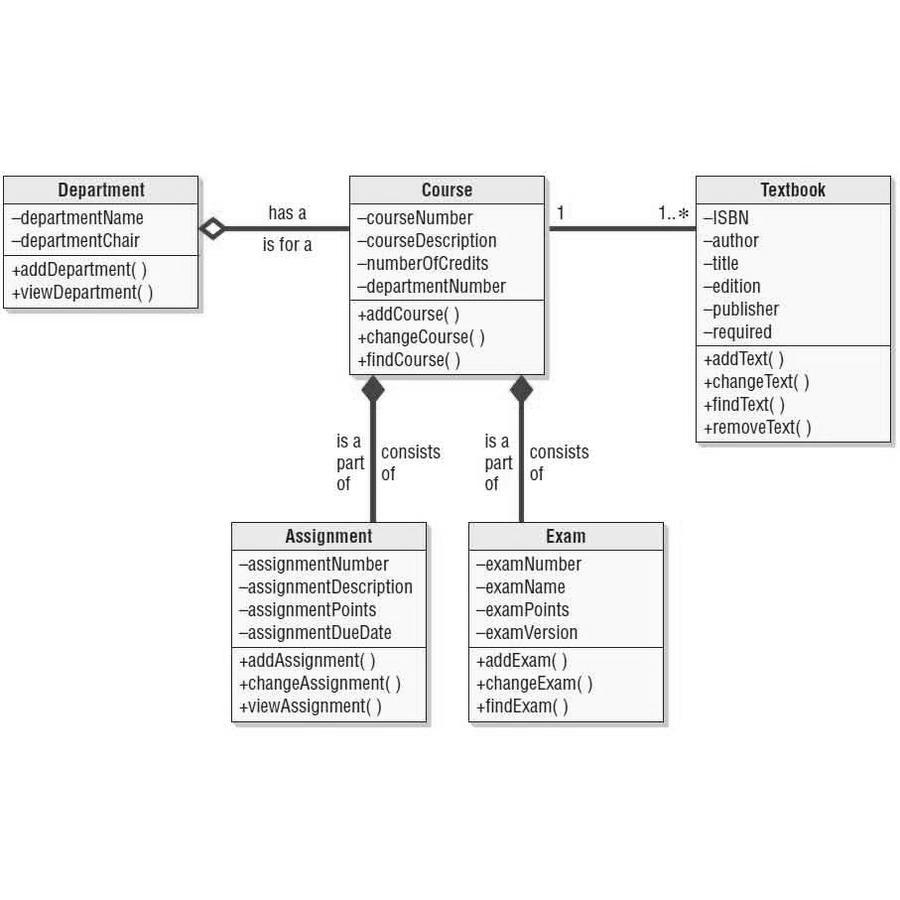 Department
–departmentName
–departmentChair
+addDepartment( )
+viewDepartment( )
has a
is for a
Course
–courseNumber
–courseDescription
–numberOfCredits
–departmentNumber
+addCourse( )
+changeCourse( )
+findCourse( )
1
1..*
Textbook
–ISBN
–author
–title
–edition
–publisher
–required
+addText( )
+changeText( )
+findText( )
+removeText( )
is a
part
of
consists
of
is a
part
of
consists
of
Assignment
–assignmentNumber
–assignmentDescription
–assignmentPoints
–assignmentDueDate
+addAssignment( )
+changeAssignment( )
+viewAssignment( )
Exam
–examNumber
–examName
–examPoints
–examVersion
+addExam( )
+changeExam( )
+findExam( )